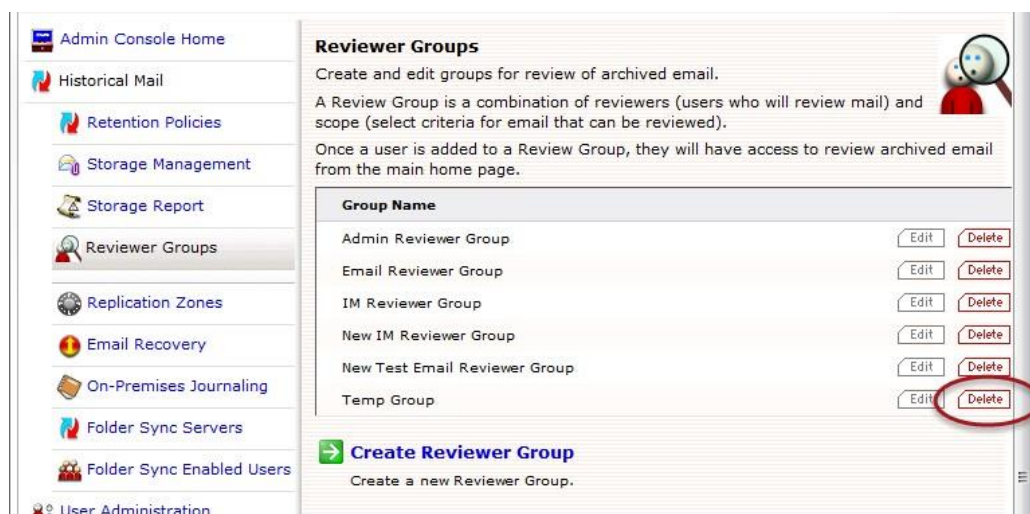 Admin Console Home
Historical Mail
Retention Policies
Storage Management
Storage Report
Reviewer Groups
Replication Zones
Email Recovery
On-Premises Journaling
Folder Sync Servers
Folder Sync Enabled Users
User Administration
Reviewer Groups
Create and edit groups for review of archived email.
A Review Group is a combination of reviewers (users who will review mail) and
scope (select criteria for email that can be reviewed).
Once a user is added to a Review Group, they will have access to review archived email
from the main home page.
Group Name
Admin Reviewer Group Edit Delete
Email Reviewer Group Edit Delete
IM Reviewer Group Edit Delete
New IM Reviewer Group Edit Delete
New Test Email Reviewer Group Edit Delete
Temp Group Edit Delete
Create Reviewer Group
Create a new Reviewer Group.